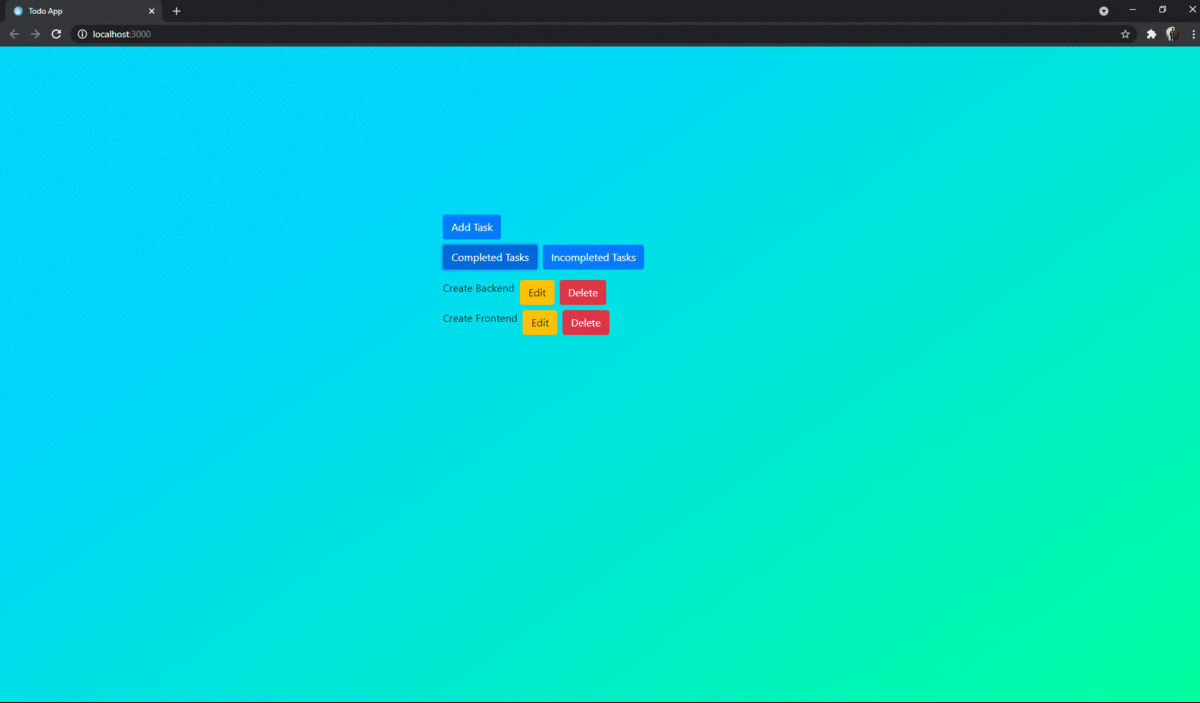 Todo App
localhost:3000
Add Task
Completed Tasks Incompleted Tasks
Create Backend Edit Delete
Create Frontend Edit Delete